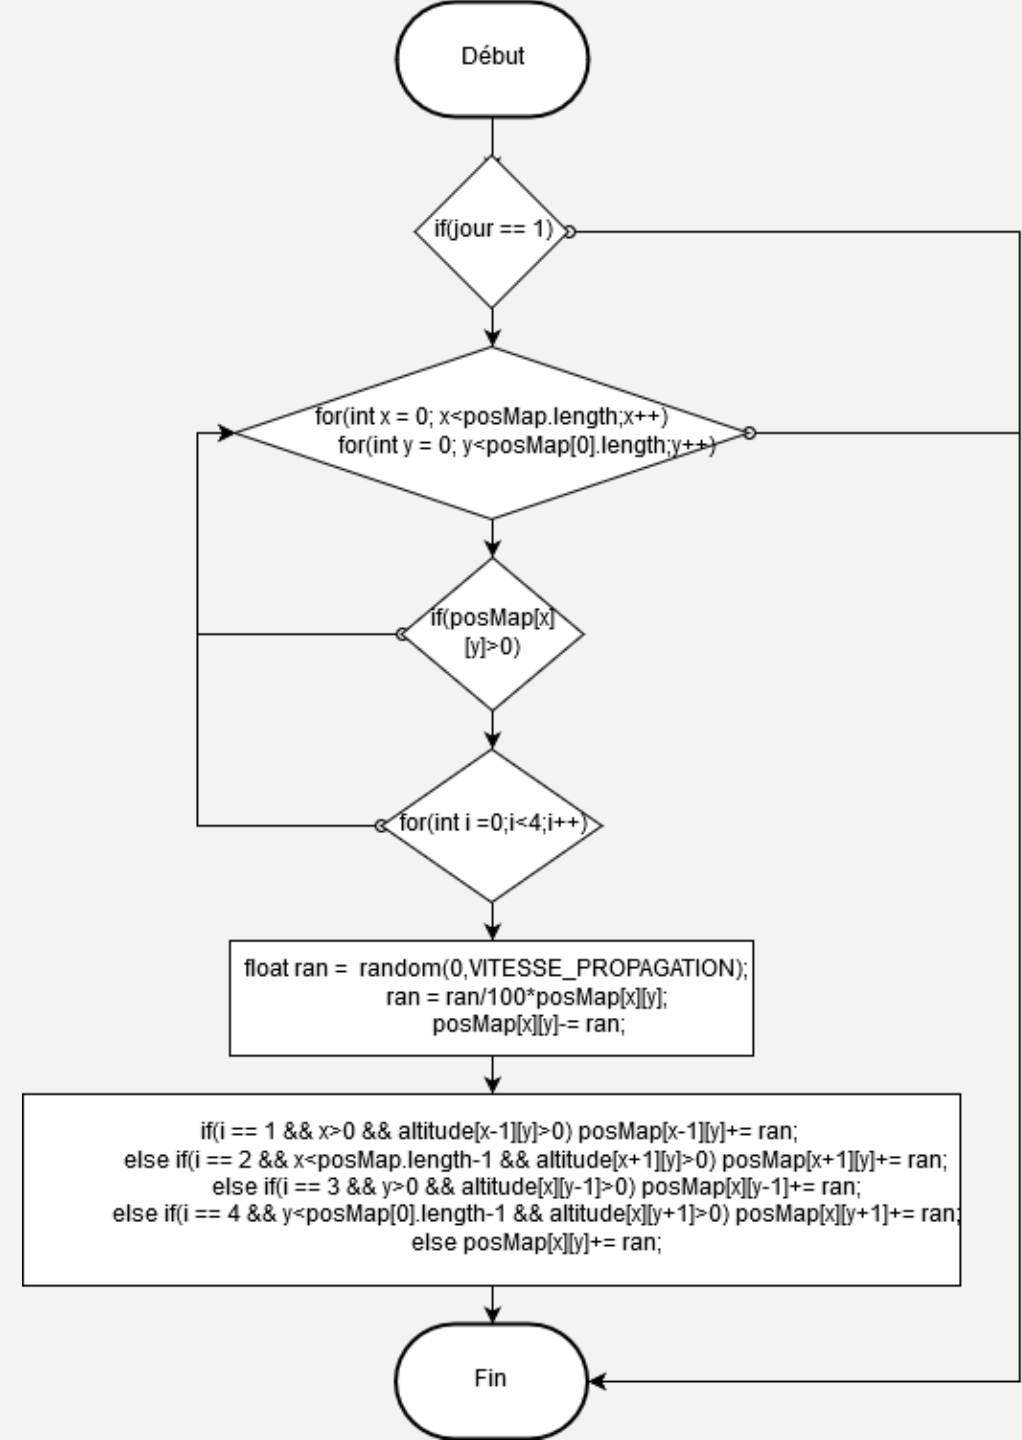 Début
if(jour == 1)
for(int x = 0; x<posMap.length;x++)
for(int y = 0; y<posMap[0].length;y++)
if(posMap[x]
[y]>0)
for(int i =0;i<4;i++)
float ran =  random(0,VITESSE_PROPAGATION);
ran = ran/100*posMap[x][y];
posMap[x][y]-= ran;
if(i == 1 && x>0 && altitude[x-1][y]>0) posMap[x-1][y]+= ran;
else if(i == 2 && x<posMap.length-1 && altitude[x+1][y]>0) posMap[x+1][y]+= ran;
else if(i == 3 && y>0 && altitude[x][y-1]>0) posMap[x][y-1]+= ran;
else if(i == 4 && y<posMap[0].length-1 && altitude[x][y+1]>0) posMap[x][y+1]+= ran;
else posMap[x][y]+= ran;
Fin